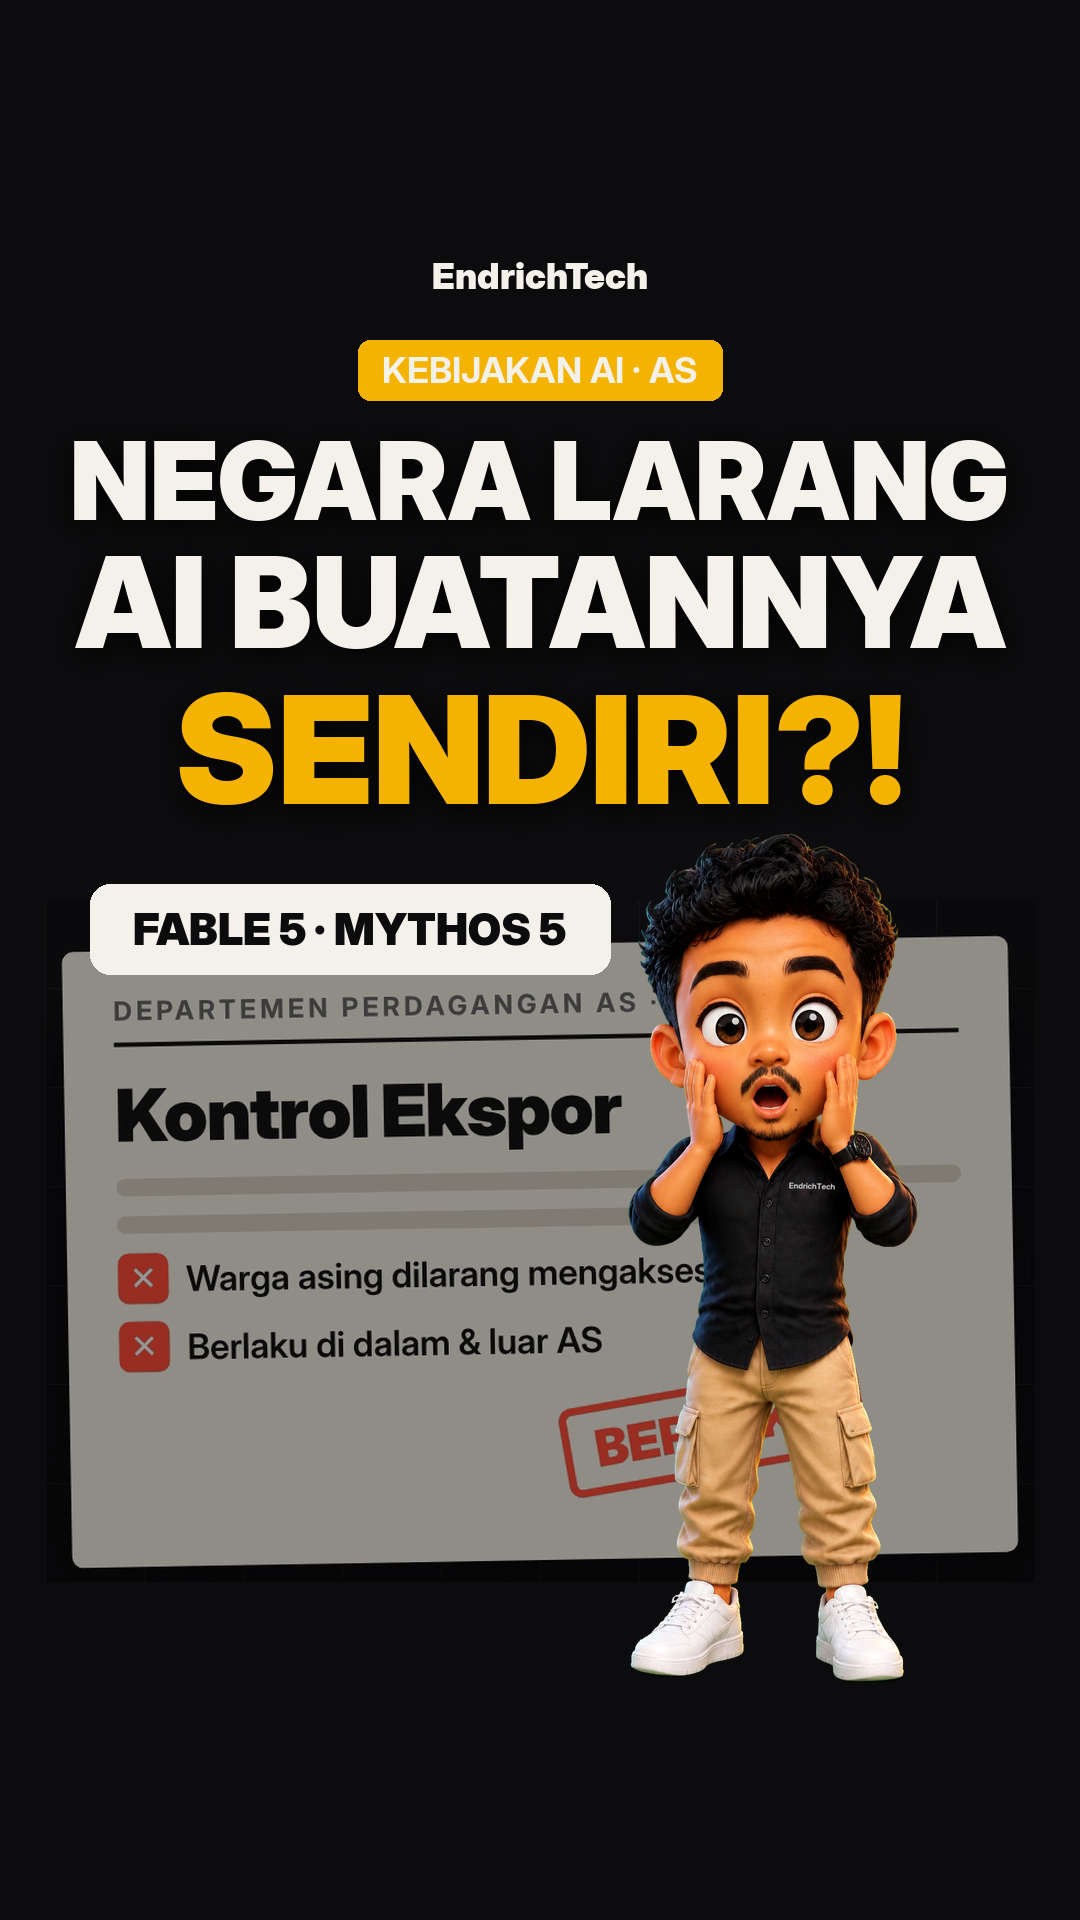 EndrichTech
KEBIJAKAN AI · AS
NEGARA LARANG
AI BUATANNYA
SENDIRI?!
FABLE 5 · MYTHOS 5
DEPARTEMEN PERDAGANGAN AS ·
Kontrol Ekspor
Warga asing dilarang mengakses
Berlaku di dalam & luar AS
EndrichTech